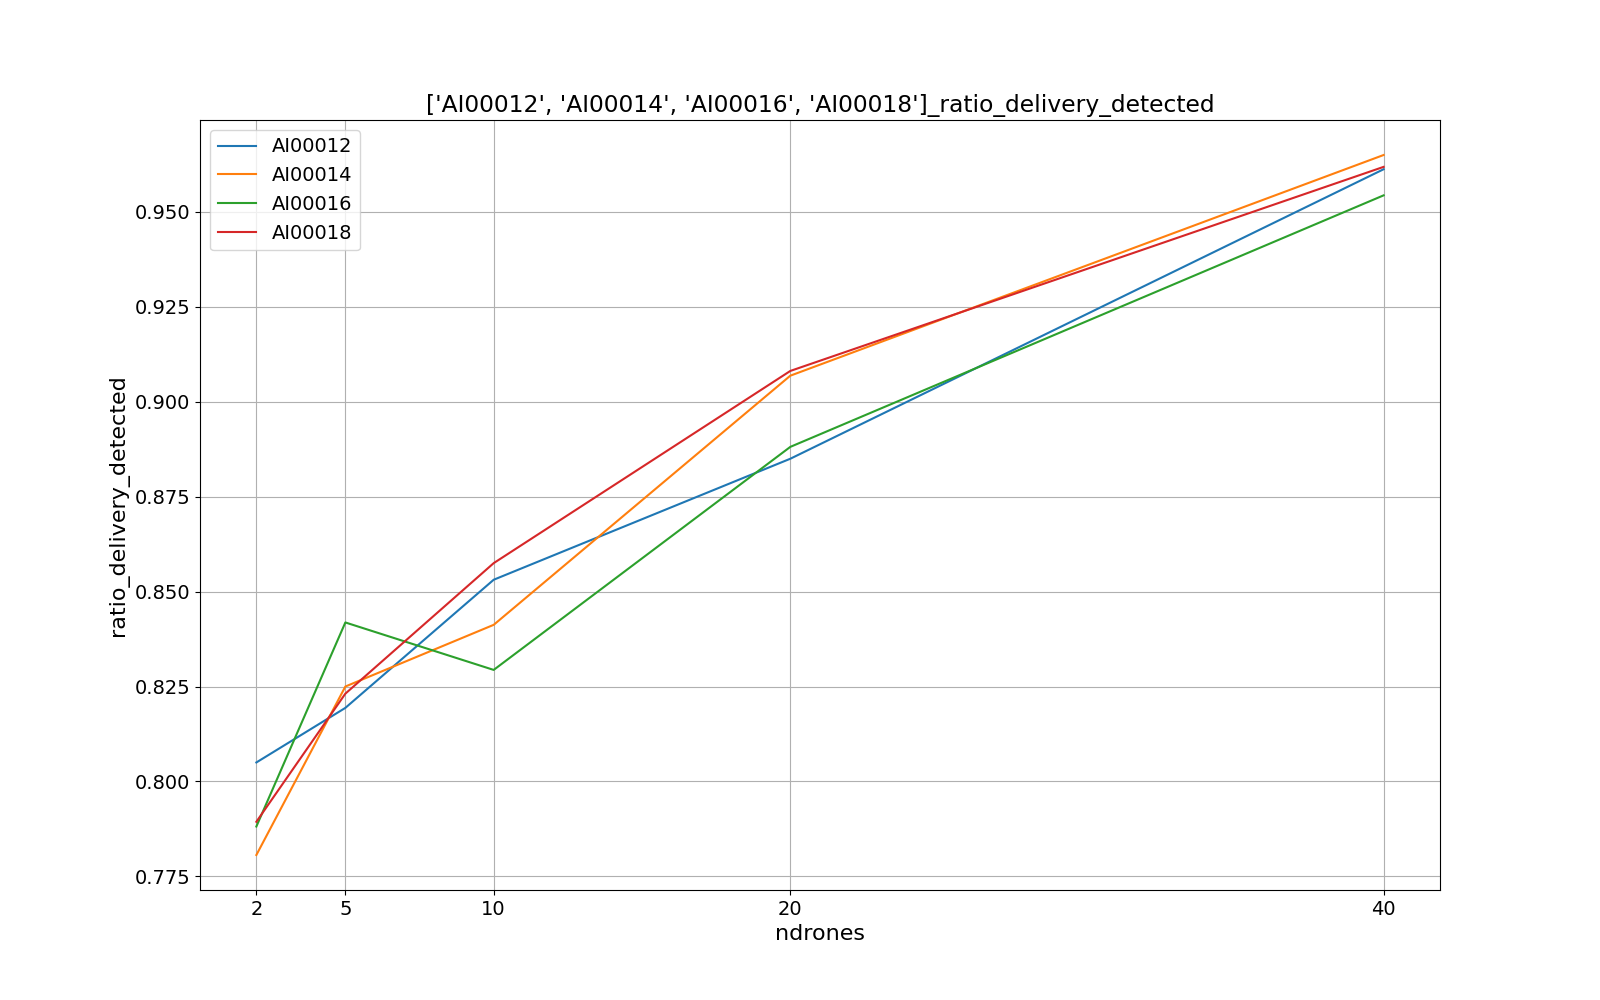 ['AI00012', 'AI00014', 'AI00016', 'AI00018']_ratio_delivery_detected
AI00012
AI00014
AI00016
AI00018
ratio_delivery_detected
0.950
0.925
0.900
0.875
0.850
0.825
0.800
0.775
2 5 10 20 40
ndrones